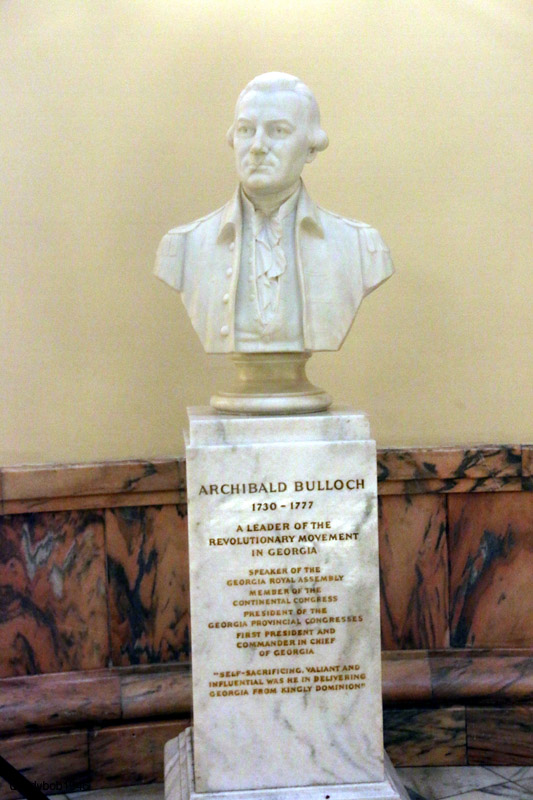 ARCHIBALD BULLOCH
1730 - 1777
A LEADER OF THE
REVOLUTIONARY MOVEMENT
IN GEORGIA
SPEAKER OF THE
GEORGIA ROYAL ASSEMBLY
MEMBER OF THE
CONTINENTAL CONGRESS
PRESIDENT OF THE
GEORGIA PROVINCIAL CONGRESSES
FIRST PRESIDENT AND
COMMANDER IN CHIEF
OF GEORGIA
"SELF-SACRIFICING, VALIANT AND
INFLUENTIAL WAS HE IN DELIVERING
GEORGIA FROM KINGLY DOMINION"